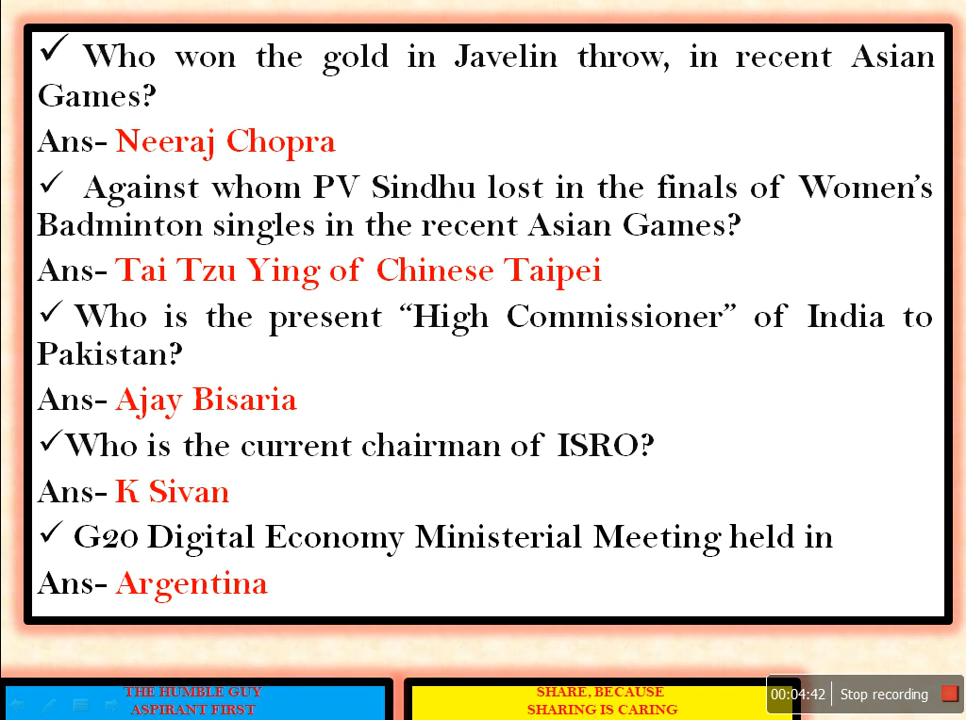 ✓ Who won the gold in Javelin throw, in recent Asian
Games?
Ans- Neeraj Chopra
✓ Against whom PV Sindhu lost in the finals of Women's
Badminton singles in the recent Asian Games?
Ans- Tai Tzu Ying of Chinese Taipei
✓ Who is the present “High Commissioner” of India to
Pakistan?
Ans- Ajay Bisaria
✓Who is the current chairman of ISRO?
Ans- K Sivan
✓ G20 Digital Economy Ministerial Meeting held in
Ans- Argentina
THE HUMBLE GUY
ASPIRANT FIRST
SHARE, BECAUSE
SHARING IS CARING
00:04:42 Stop recording